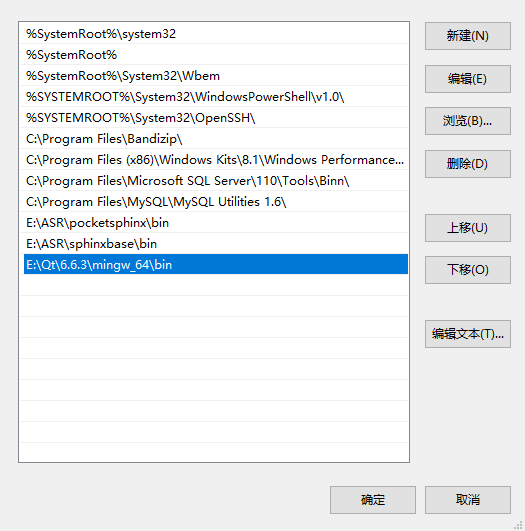 %SystemRoot%\system32
%SystemRoot%
%SystemRoot%\System32\Wbem
%SYSTEMROOT%\System32\WindowsPowerShell\v1.0\
%SYSTEMROOT%\System32\OpenSSH\
C:\Program Files\Bandizip\
C:\Program Files (x86)\Windows Kits\8.1\Windows Performance...
C:\Program Files\Microsoft SQL Server\110\Tools\Binn\
C:\Program Files\MySQL\MySQL Utilities 1.6\
E:\ASR\pocketsphinx\bin
E:\ASR\sphinxbase\bin
E:\Qt\6.6.3\mingw_64\bin
新建(N)
编辑(E)
浏览(B)...
删除(D)
上移(U)
下移(O)
编辑文本(T)...
确定
取消